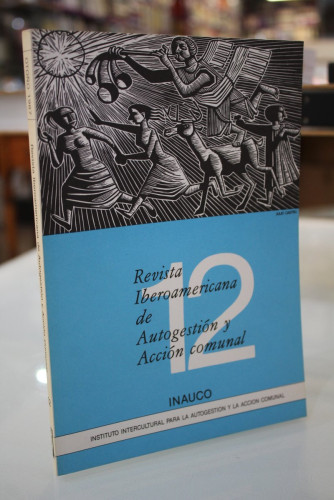 12
Revista
Iberoamericana
de
Autogestión y
Acción comunal
INAUCO
INSTITUTO INTERCULTURAL PARA LA AUTOGESTION Y LA ACCION COMUNAL